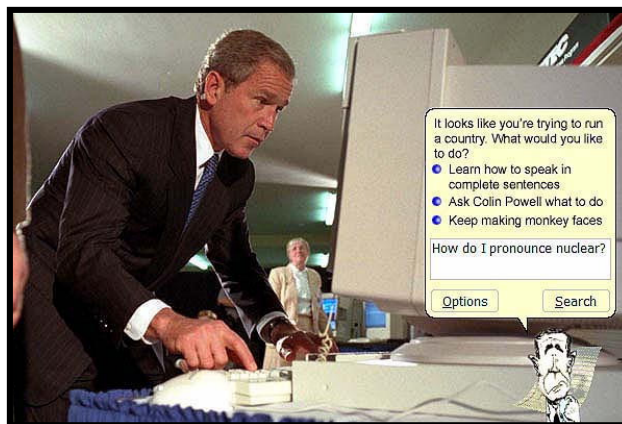 It looks like you're trying to run
a country. What would you like
to do?
Learn how to speak in
complete sentences
Ask Colin Powell what to do
Keep making monkey faces
How do I pronounce nuclear?
Options
Search